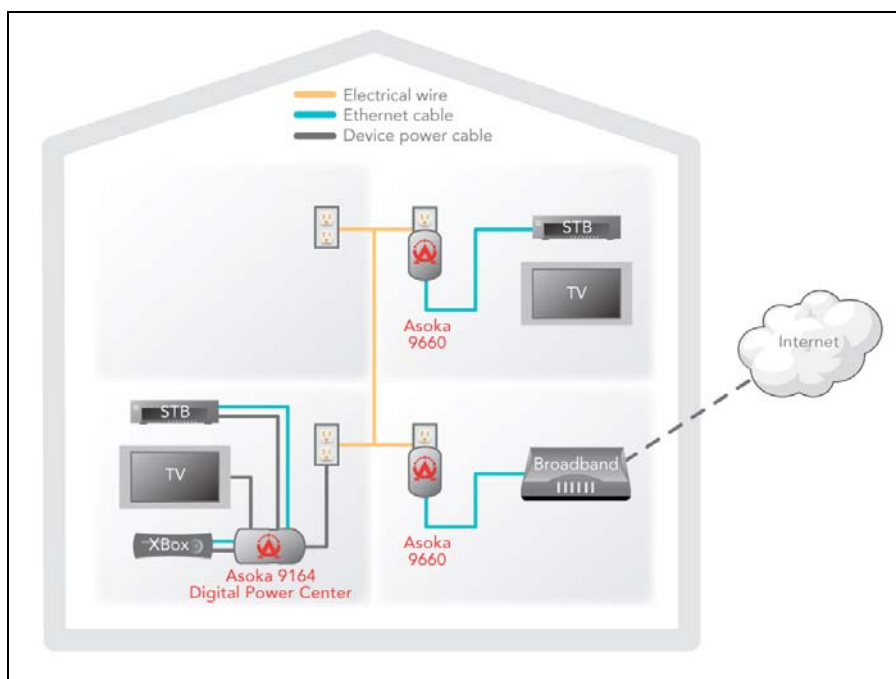 Electrical wire
Ethernet cable
Device power cable
STB
TV
Asoka
9660
Internet
STB
TV
XBox
Asoka 9164
Digital Power Center
Broadband
Asoka
9660